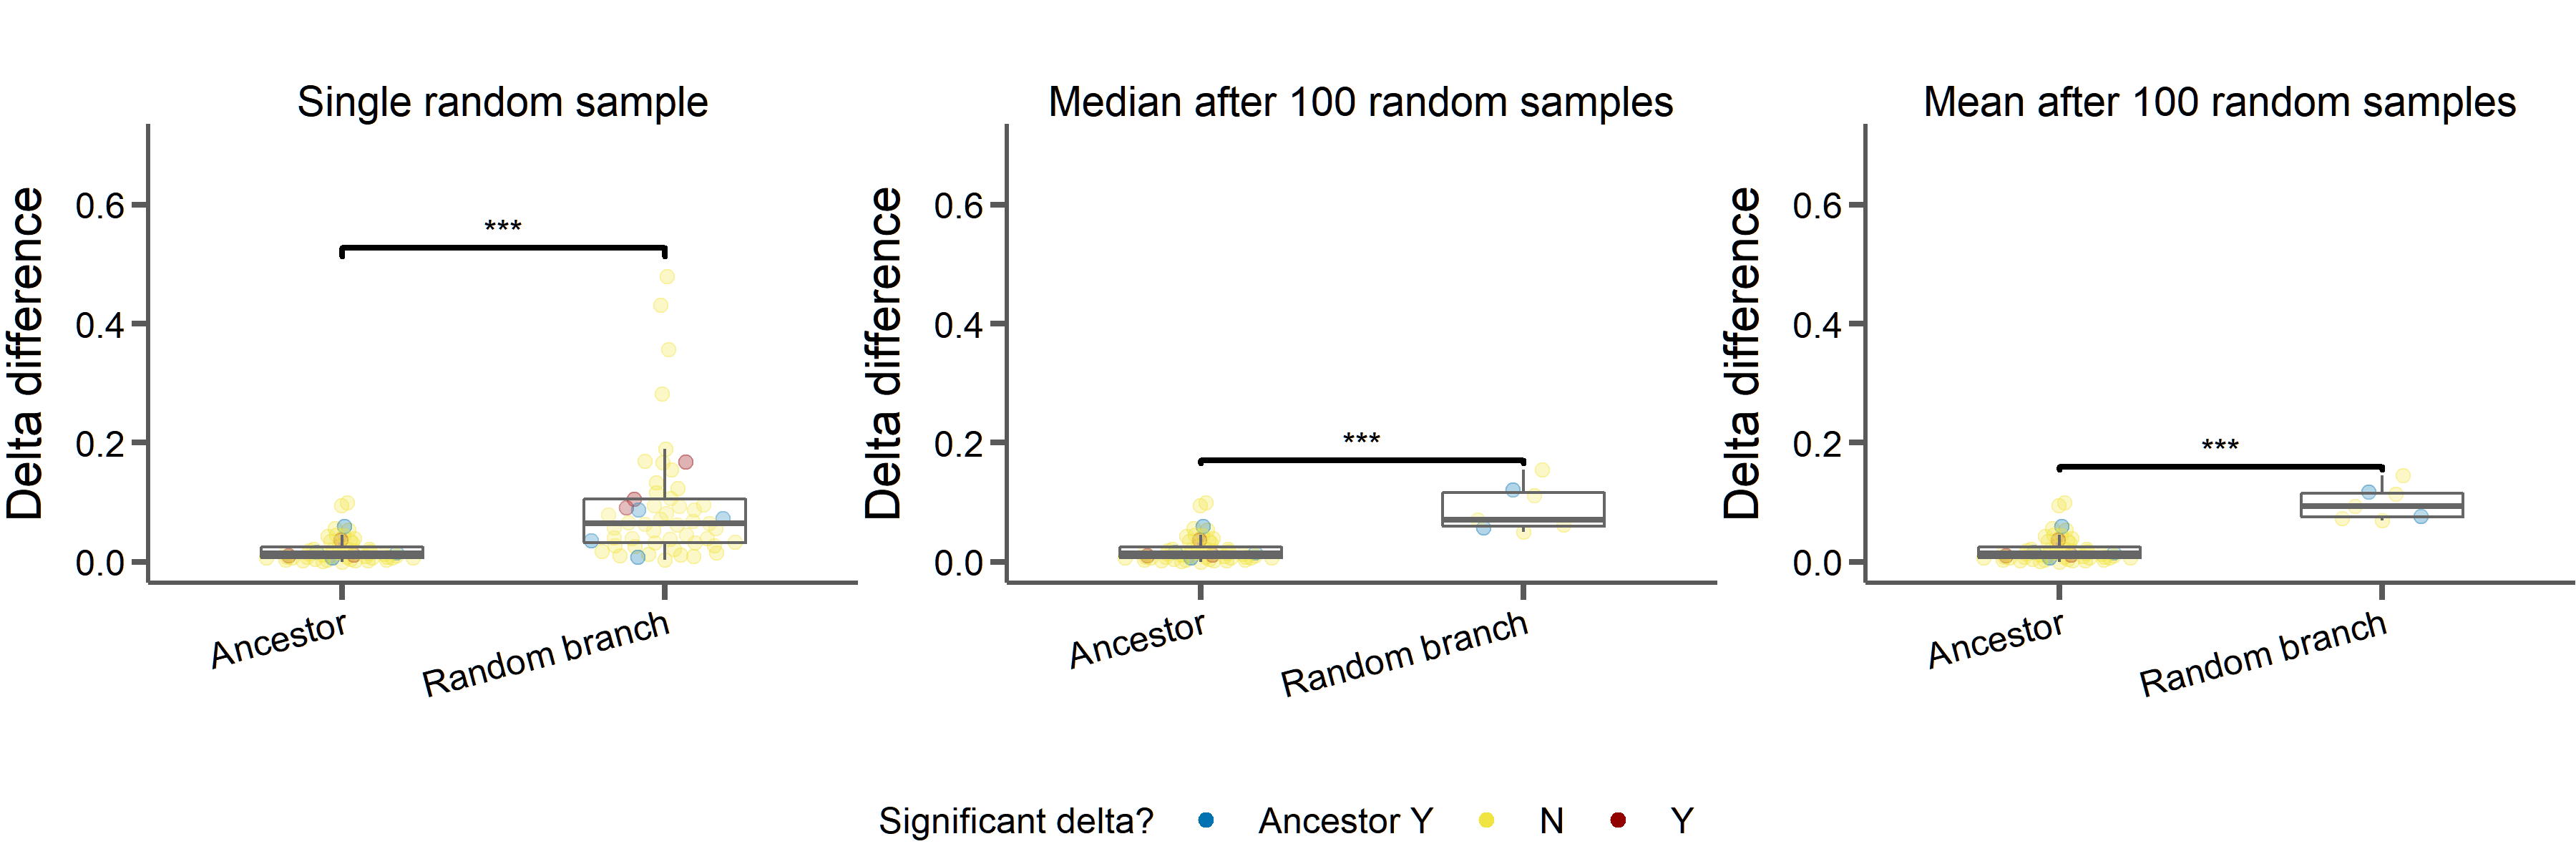 Single random sample
Delta difference
0.6
0.4
0.2
0.0
***
Ancestor
Random branch
Median after 100 random samples
Delta difference
0.6
0.4
0.2
0.0
***
Ancestor
Random branch
Mean after 100 random samples
Delta difference
0.6
0.4
0.2
0.0
***
Ancestor
Random branch
Significant delta? Ancestor Y N Y